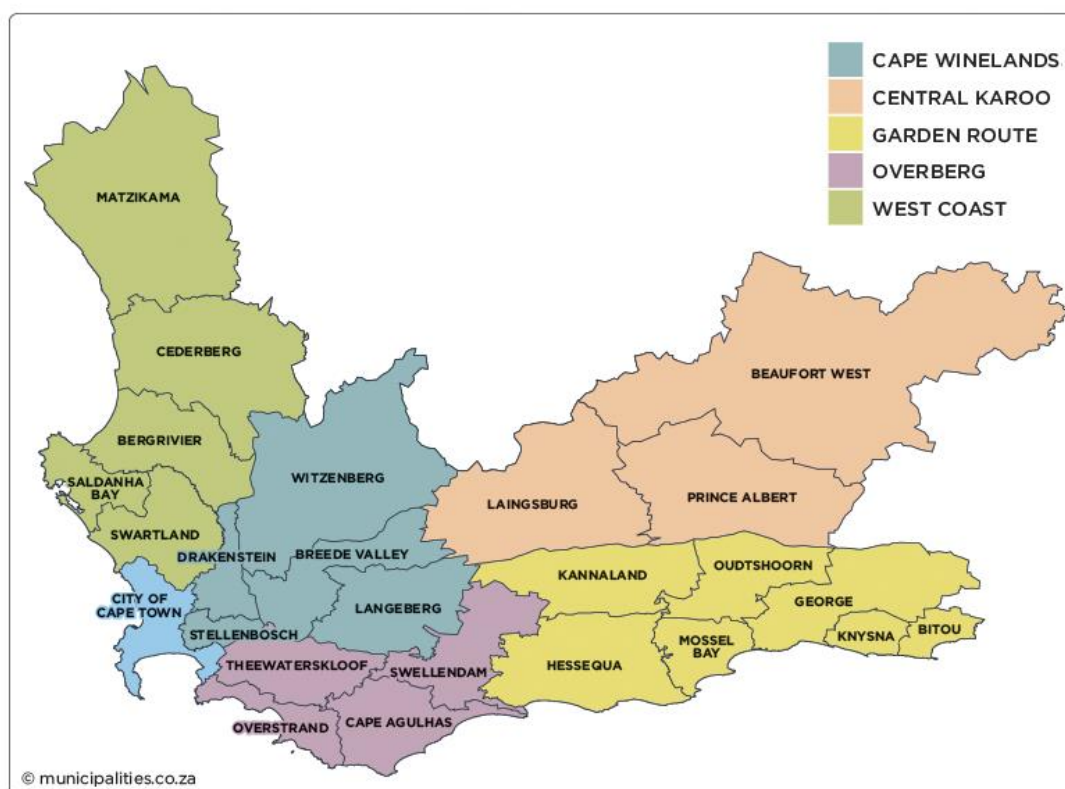 CAPE WINELANDS
CENTRAL KAROO
GARDEN ROUTE
OVERBERG
WEST COAST
MATZIKAMA
CEDERBERG
BEAUFORT WEST
BERGRIVIER
WITZENBERG
SALDANHA
BAY
LAINGSBURG
PRINCE ALBERT
SWARTLAND
DRAKENSTEIN
BREEDE VALLEY
KANNALAND
OUDTSHOORN
CITY OF
CAPE TOWN
LANGEBERG
GEORGE
STELLENBOSCH
KNYSNA
BITOU
MOSSEL
BAY
THEEWATERSKLOOF
SWELLENDAM
HESSEQUA
OVERSTRAND
CAPE AGULHAS
© municipalities.co.za